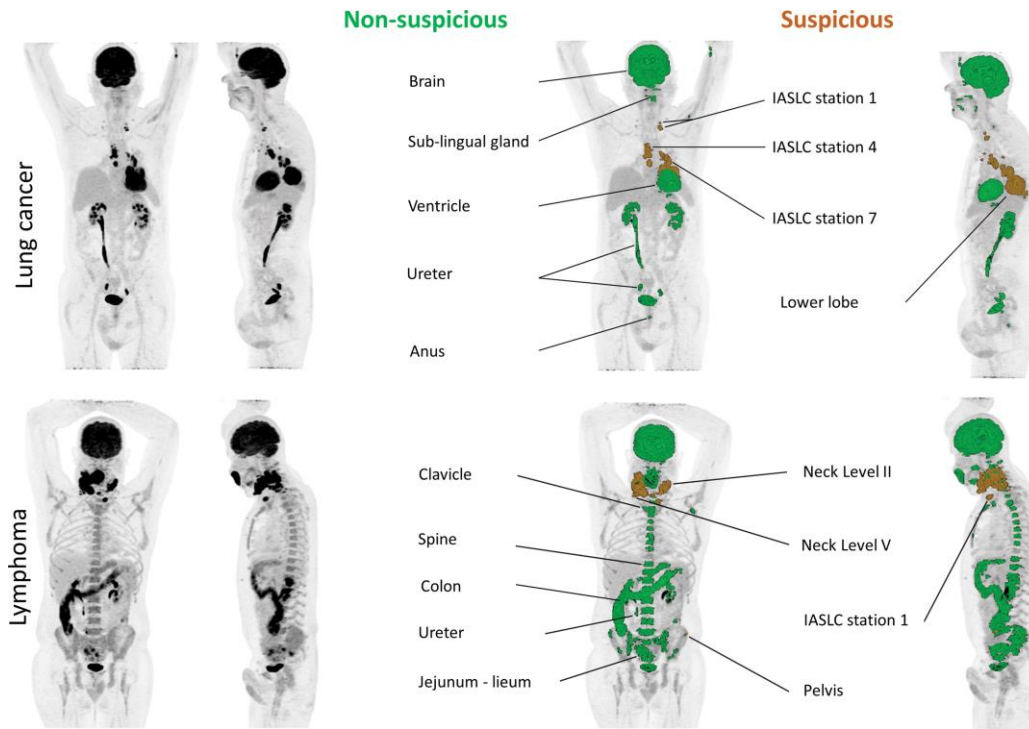 Non-suspicious
Suspicious
Lung cancer
Brain
Sub-lingual gland
Ventricle
Ureter
Anus
IASLC station 1
IASLC station 4
IASLC station 7
Lower lobe
Lymphoma
Clavicle
Spine
Colon
Ureter
Jejunum - lieum
Neck Level II
Neck Level V
IASLC station 1
Pelvis